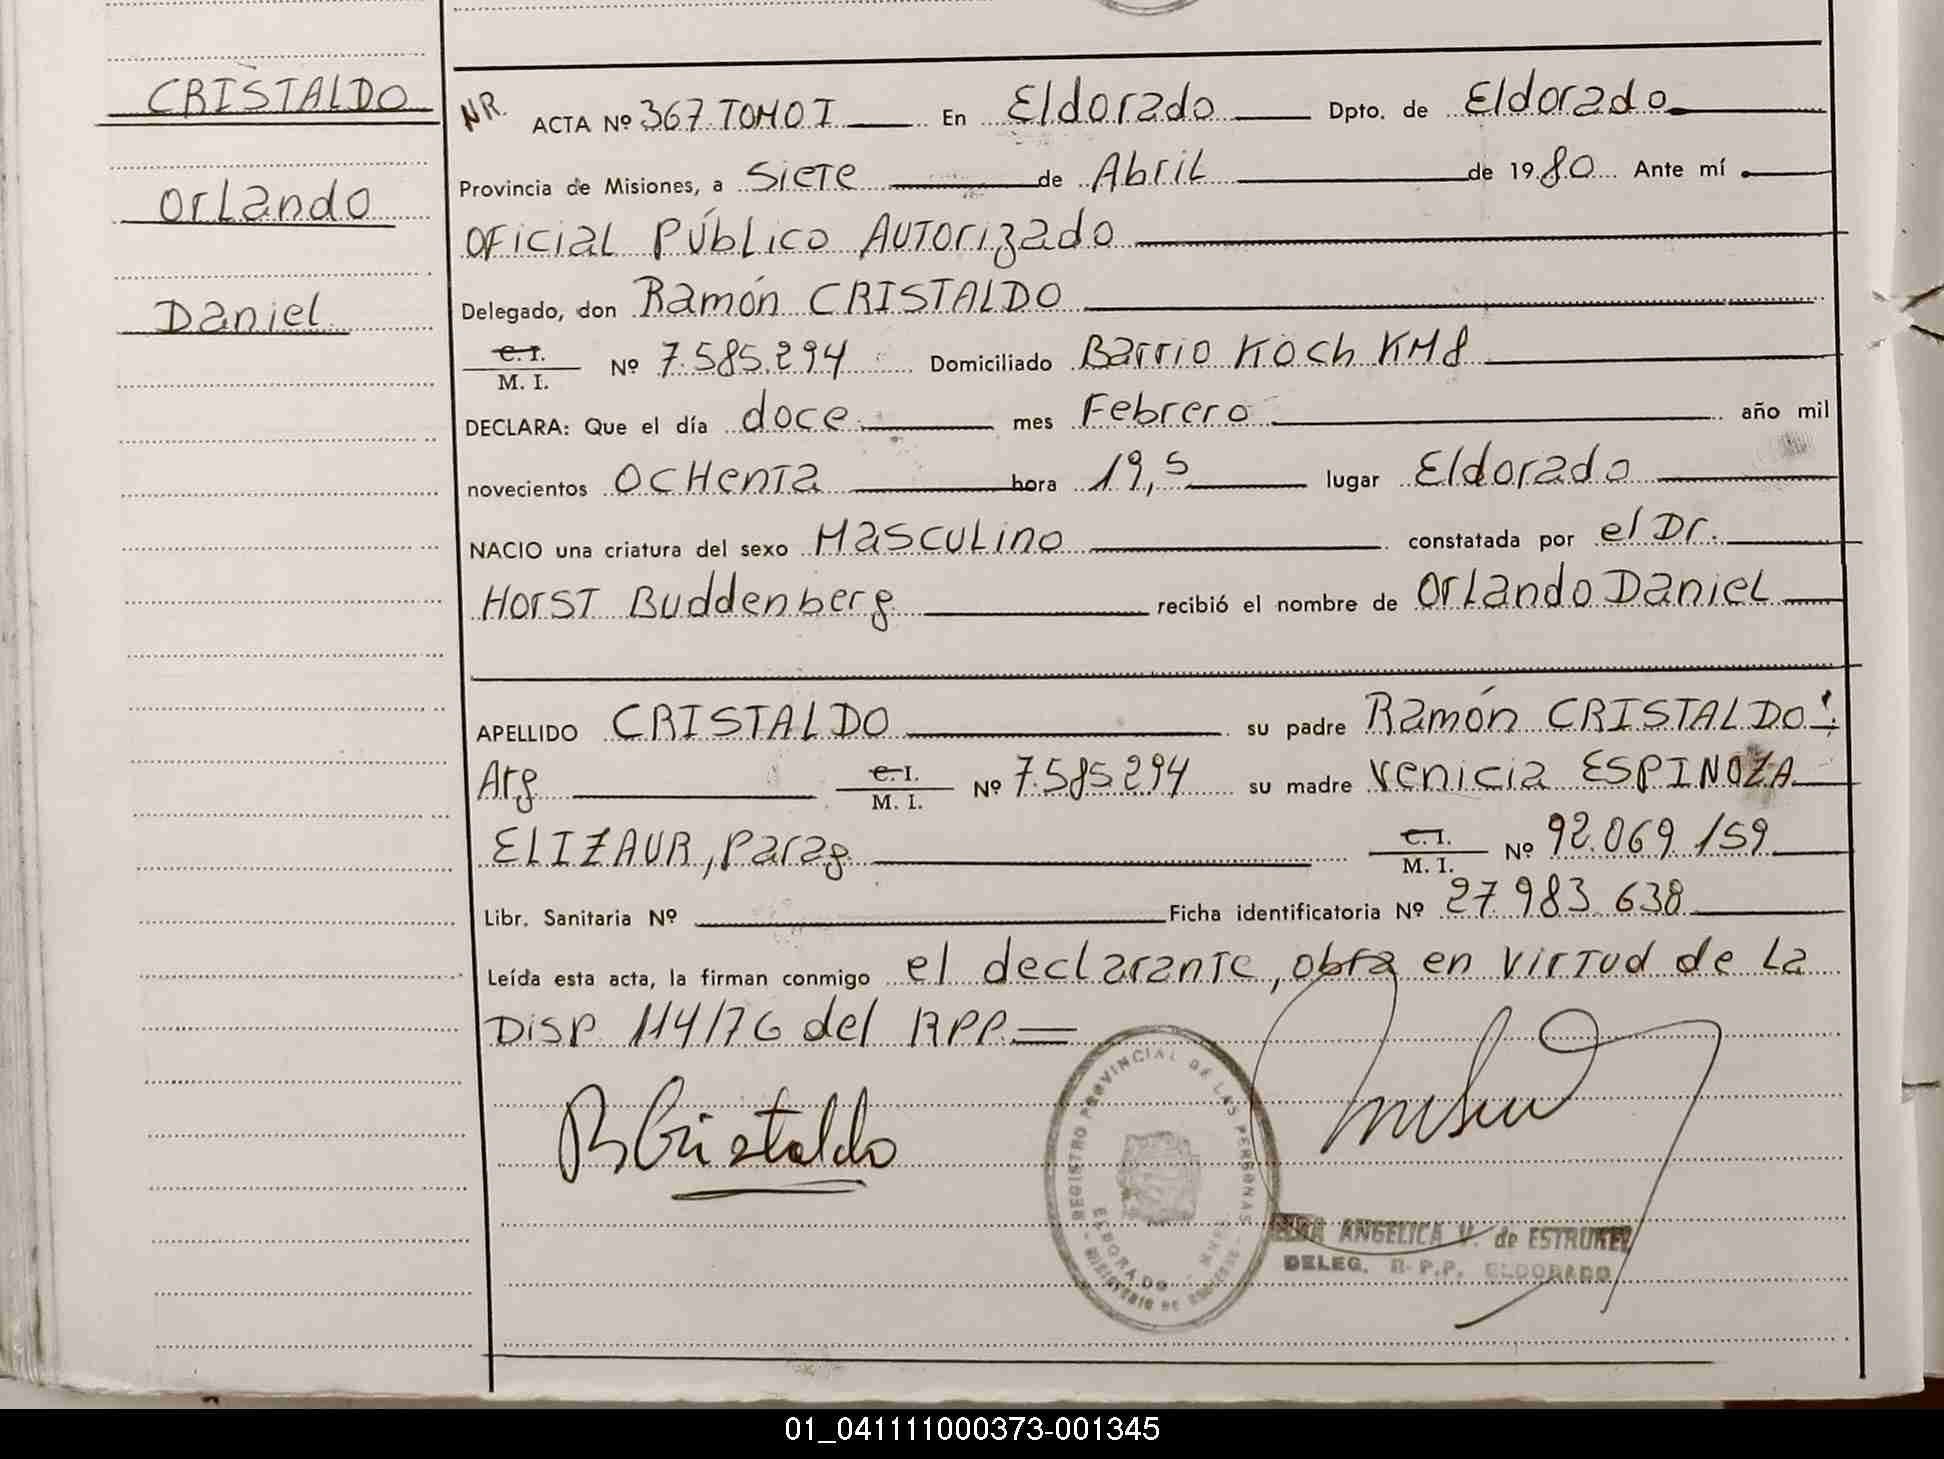 CRISTALDO
Orlando
Daniel
NR. ACTA Nº 367 TOMO I En Eldorado Dpto. de Eldorado
Provincia de Misiones, a Siete de Abril de 1980 Ante mí
Oficial Público Autorizado
Delegado, don Ramón CRISTALDO
C. I. / M. I. Nº 7.585.294 Domiciliado Barrio Koch KM 8
DECLARA: Que el día doce mes Febrero año mil
novecientos Ochenta hora 19,5 lugar Eldorado
NACIO una criatura del sexo Masculino constatada por el Dr.
Horst Buddenberg recibió el nombre de Orlando Daniel
APELLIDO CRISTALDO su padre Ramón CRISTALDO
Arg C. I. / M. I. Nº 7.585.294 su madre Venicia ESPINOZA
ELIZAUR, Parag C. I. / M. I. Nº 92.069.159
Libr. Sanitaria Nº Ficha identificatoria Nº 27.983.638
Leída esta acta, la firman conmigo el declarante, obra en virtud de la
Disp. 114/76 del RPP.
R Cristaldo
REGISTRO PROVINCIAL DE LAS PERSONAS
ELDORADO
ANGELICA V. de ESTRUKEL
DELEG. R.P.P. ELDORADO
01_041111000373-001345